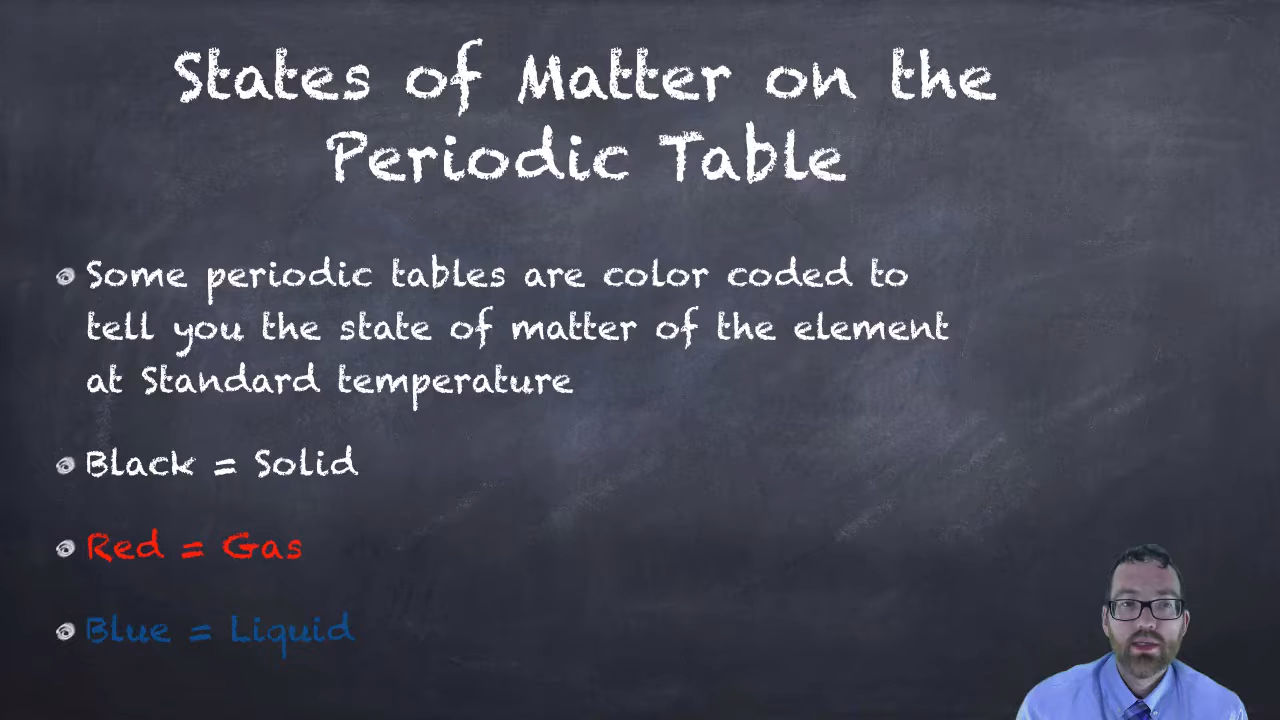 States of Matter on the
Periodic Table
Some periodic tables are color coded to
tell you the state of matter of the element
at Standard temperature
Black = Solid
Red = Gas
Blue = Liquid